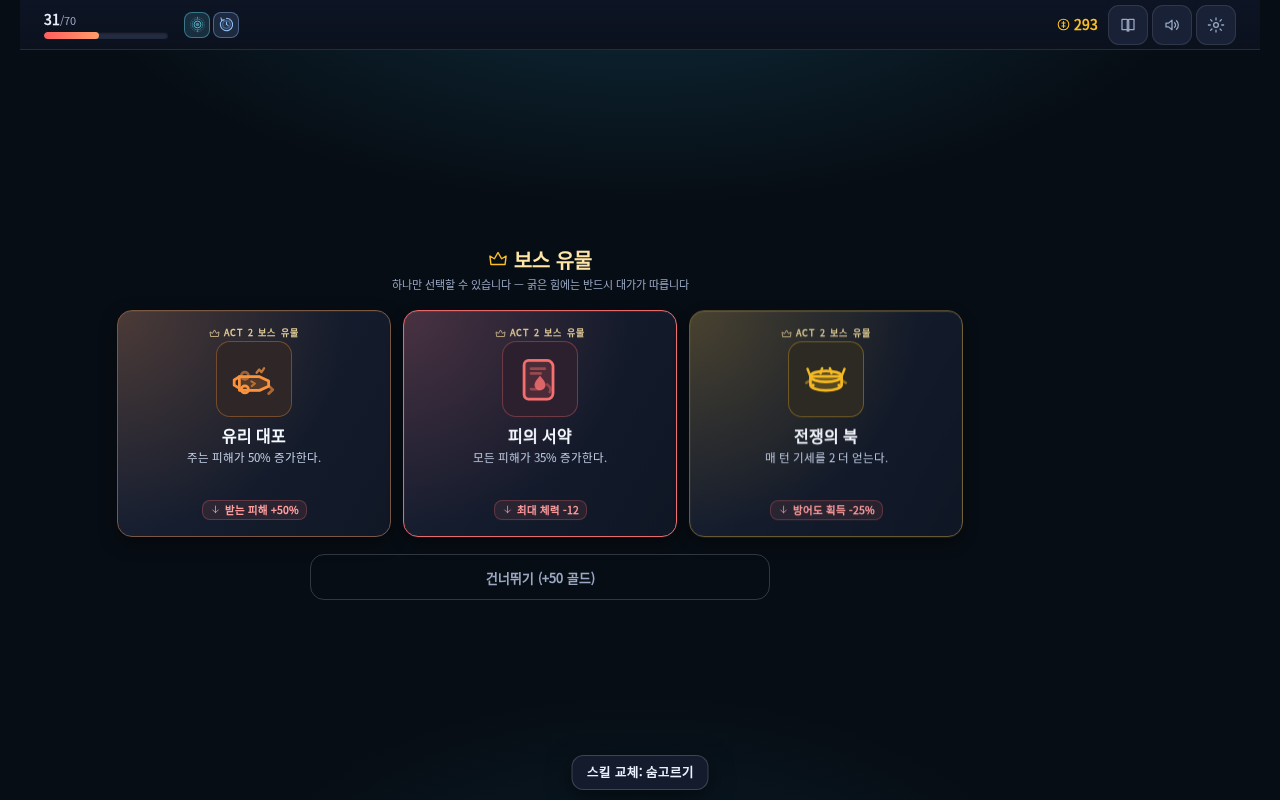 31/70
293
보스 유물
하나만 선택할 수 있습니다 — 굵은 힘에는 반드시 대가가 따릅니다
ACT 2 보스 유물
유리 대포
주는 피해가 50% 증가한다.
↓ 받는 피해 +50%
ACT 2 보스 유물
피의 서약
모든 피해가 35% 증가한다.
↓ 최대 체력 -12
ACT 2 보스 유물
전쟁의 북
매 턴 기세를 2 더 얻는다.
↓ 방어도 획득 -25%
건너뛰기 (+50 골드)
스킬 교체: 숨고르기